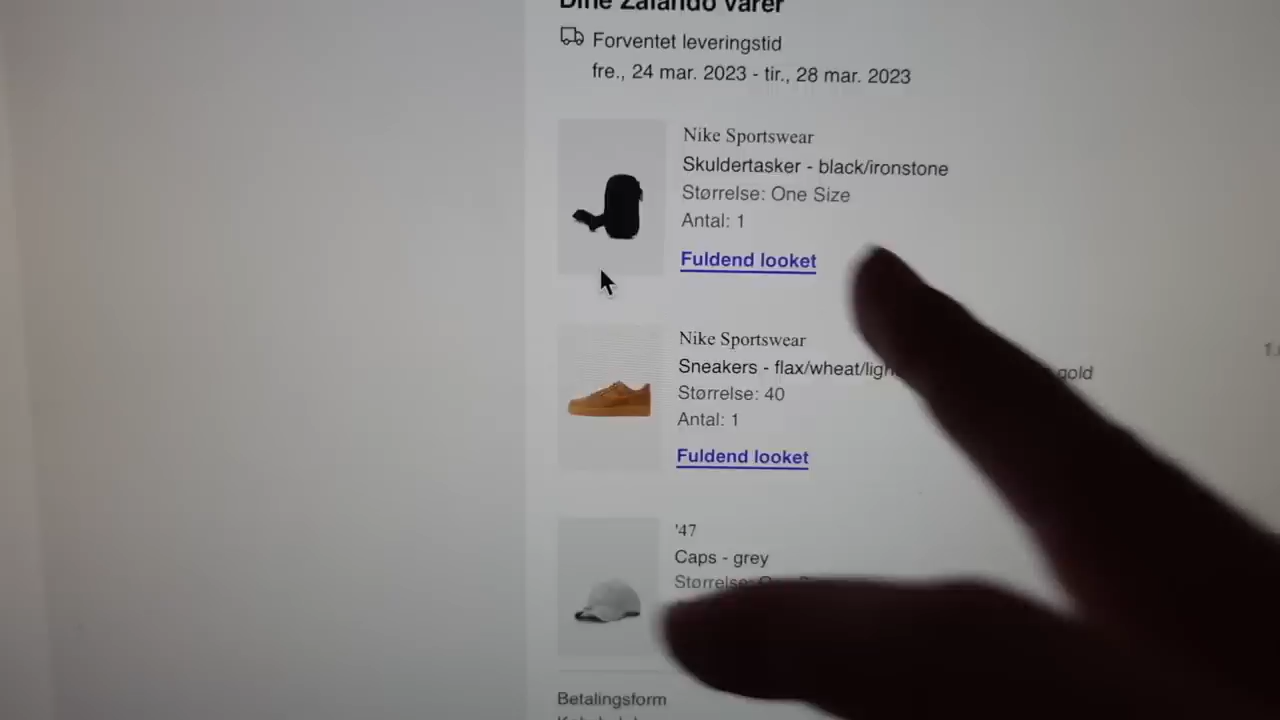 Dine Zalando varer
Forventet leveringstid
fre., 24 mar. 2023 - tir., 28 mar. 2023
Nike Sportswear
Skuldertasker - black/ironstone
Størrelse: One Size
Antal: 1
Fuldend looket
Nike Sportswear
Sneakers - flax/wheat/ gold
Størrelse: 40
Antal: 1
Fuldend looket
'47
Caps - grey
Størrelse:
Betalingsform